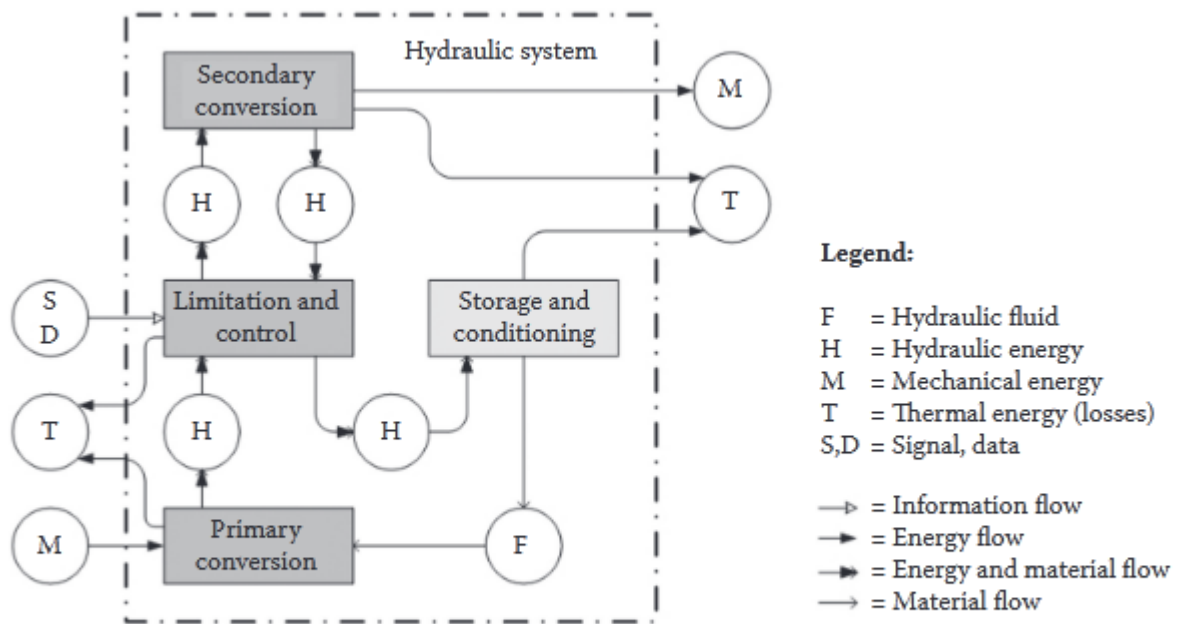 Hydraulic system
Secondary
conversion
M
H
H
T
S
D
Limitation and
control
Storage and
conditioning
T
H
H
M
Primary
conversion
F
Legend:
F = Hydraulic fluid
H = Hydraulic energy
M = Mechanical energy
T = Thermal energy (losses)
S,D = Signal, data
= Information flow
= Energy flow
= Energy and material flow
= Material flow